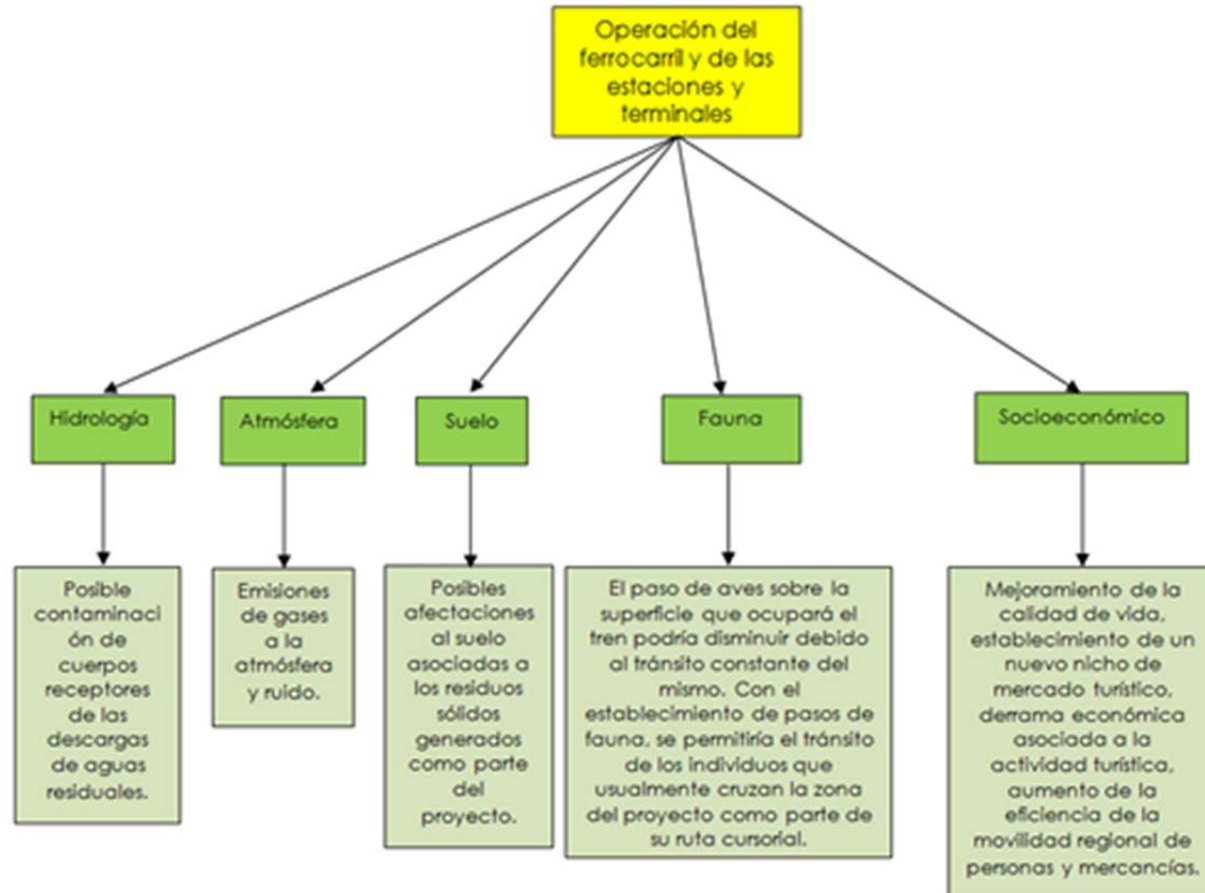 Operación del
ferrocarril y de las
estaciones y
terminales
Hidrología
Atmósfera
Suelo
Fauna
Socioeconómico
Posible
contaminaci
ón de
cuerpos
receptores
de las
descargas
de aguas
residuales.
Emisiones
de gases
a la
atmósfera
y ruido.
Posibles
afectaciones
al suelo
asociadas a
los residuos
sólidos
generados
como parte
del
proyecto.
El paso de aves sobre la
superficie que ocupará el
tren podría disminuir debido
al tránsito constante del
mismo. Con el
establecimiento de pasos de
fauna, se permitiría el tránsito
de los individuos que
usualmente cruzan la zona
del proyecto como parte de
su ruta cursorial.
Mejoramiento de la
calidad de vida,
establecimiento de un
nuevo nicho de
mercado turístico,
derrama económica
asociada a la
actividad turística,
aumento de la
eficiencia de la
movilidad regional de
personas y mercancías.